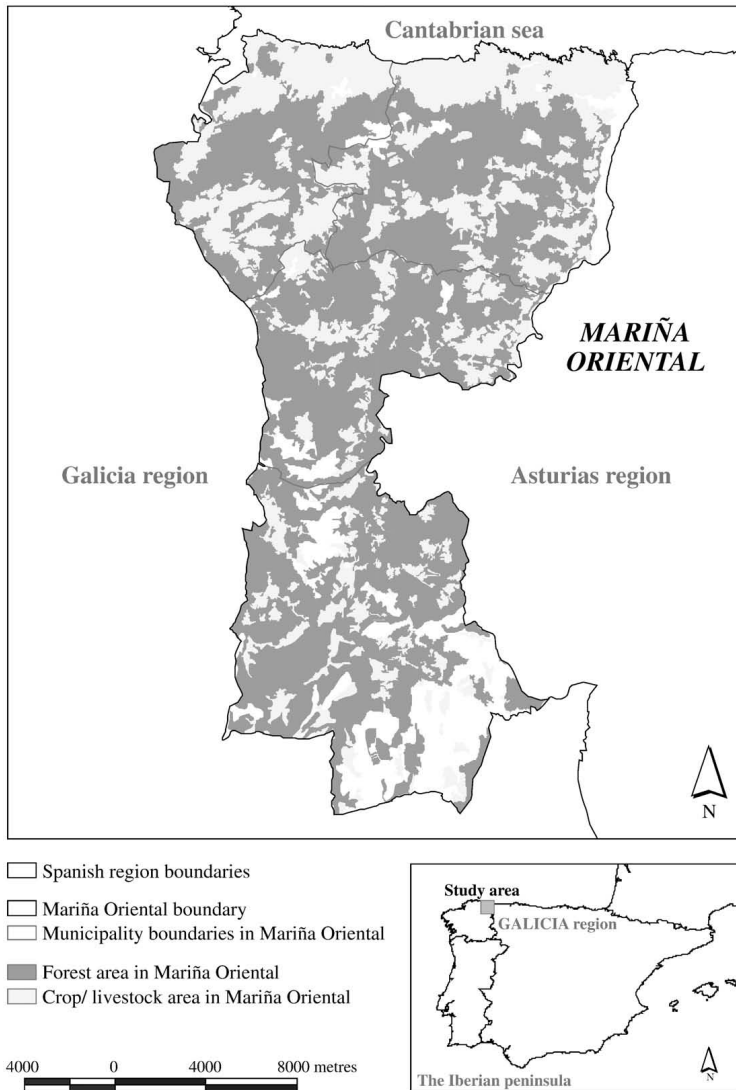 Cantabrian sea
MARIÑA
ORIENTAL
Galicia region
Asturias region
N
Spanish region boundaries
Mariña Oriental boundary
Municipality boundaries in Mariña Oriental
Forest area in Mariña Oriental
Crop/ livestock area in Mariña Oriental
4000 0 4000 8000 metres
Study area
GALICIA region
N
The Iberian peninsula